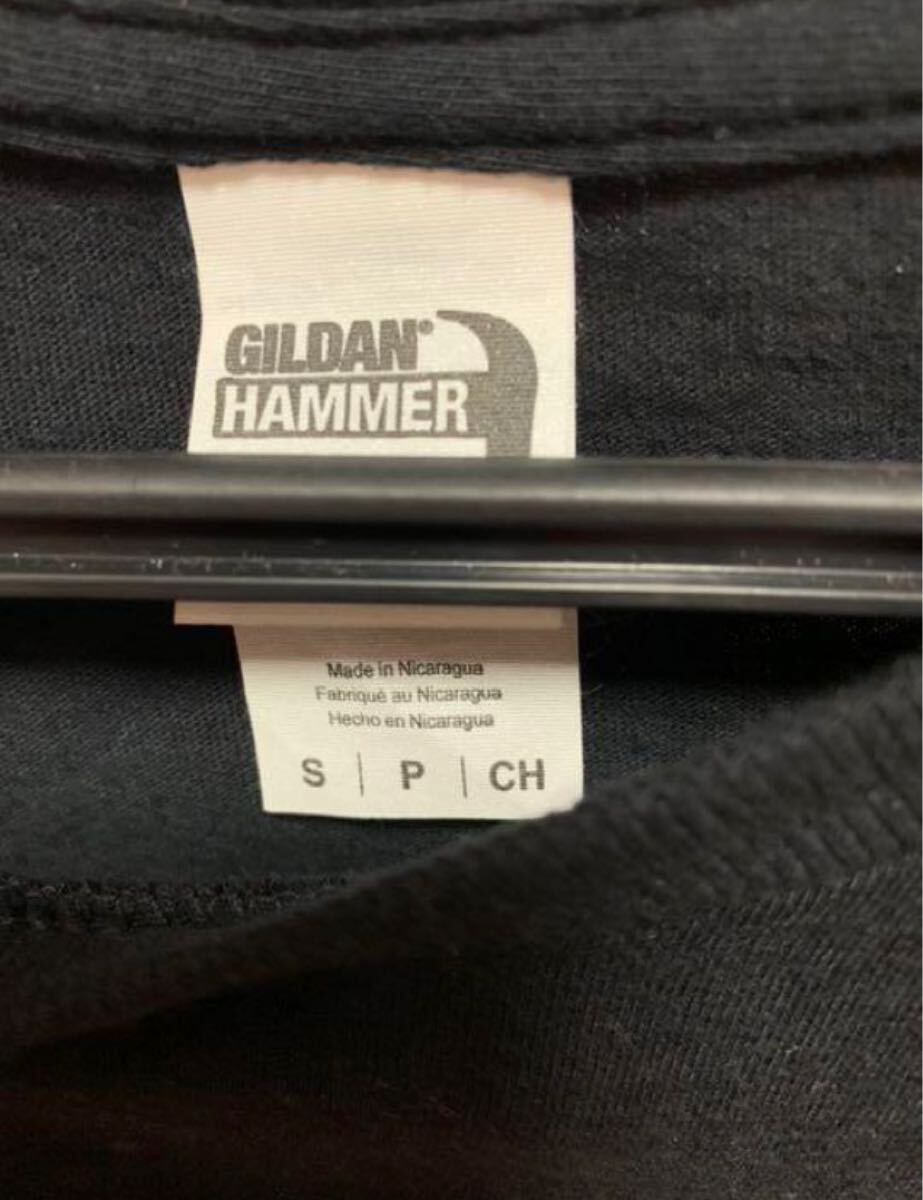 GILDAN®
HAMMER
Made in Nicaragua
Fabriqué au Nicaragua
Hecho en Nicaragua
S | P | CH